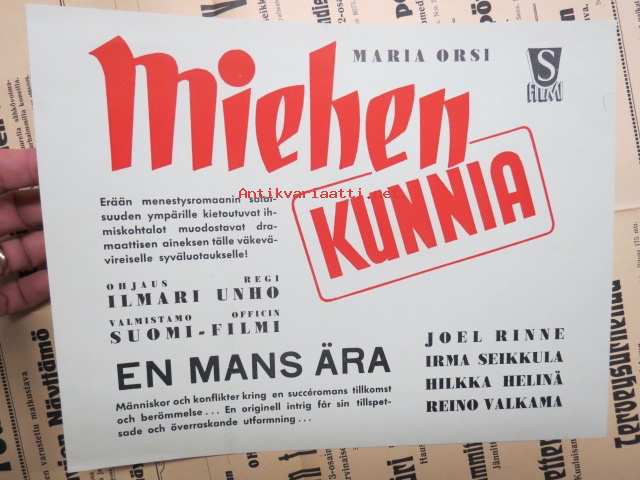 MARIA ORSI
S
FILMI
Miehen
KUNNIA
Antikvariaatti.net
Erään menestysromaanin salai-
suuden ympärille kietoutuvat ih-
miskohtalot muodostavat dra-
maattisen aineksen tälle väkevä-
vireiselle syväluotaukselle!
OHJAUS REGI
ILMARI UNHO
VALMISTAMO OFFICIN
SUOMI-FILMI
EN MANS ÄRA
Människor och konflikter kring en succéromans tillkomst
och berömmelse... En originell intrig får sin tillspet-
sade och överraskande utformning...
JOEL RINNE
IRMA SEIKKULA
HILKKA HELINÄ
REINO VALKAMA